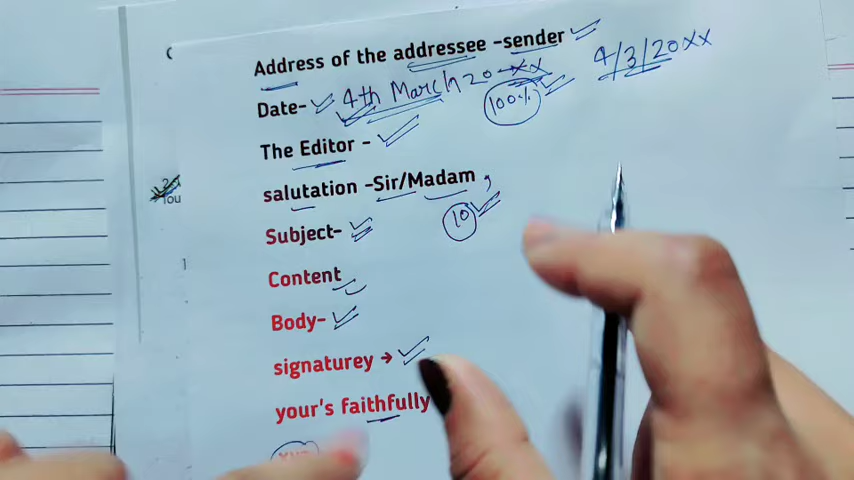 Address of the addressee -sender
4/3/20xx
Date- 4th March 20xx
100%
The Editor -
salutation -Sir/Madam ,
10
Subject-
Content
Body-
signaturey →
your's faithfully